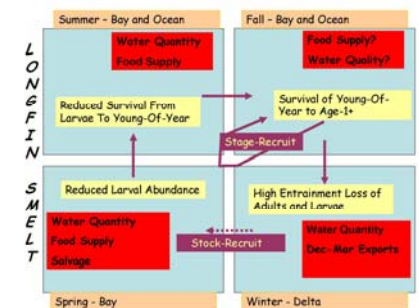 Summer – Bay and Ocean
Fall – Bay and Ocean
LONGFIN
SMELT
Water Quantity
Food Supply
Food Supply?
Water Quality?
Reduced Survival From
Larvae To Young-Of-Year
Survival of Young-Of-
Year to Age-1+
Stage-Recruit
Reduced Larval Abundance
High Entrainment Loss of
Adults and Larvae
Water Quantity
Food Supply
Salvage
Stock-Recruit
Water Quantity
Dec-Mar Exports
Spring - Bay
Winter - Delta